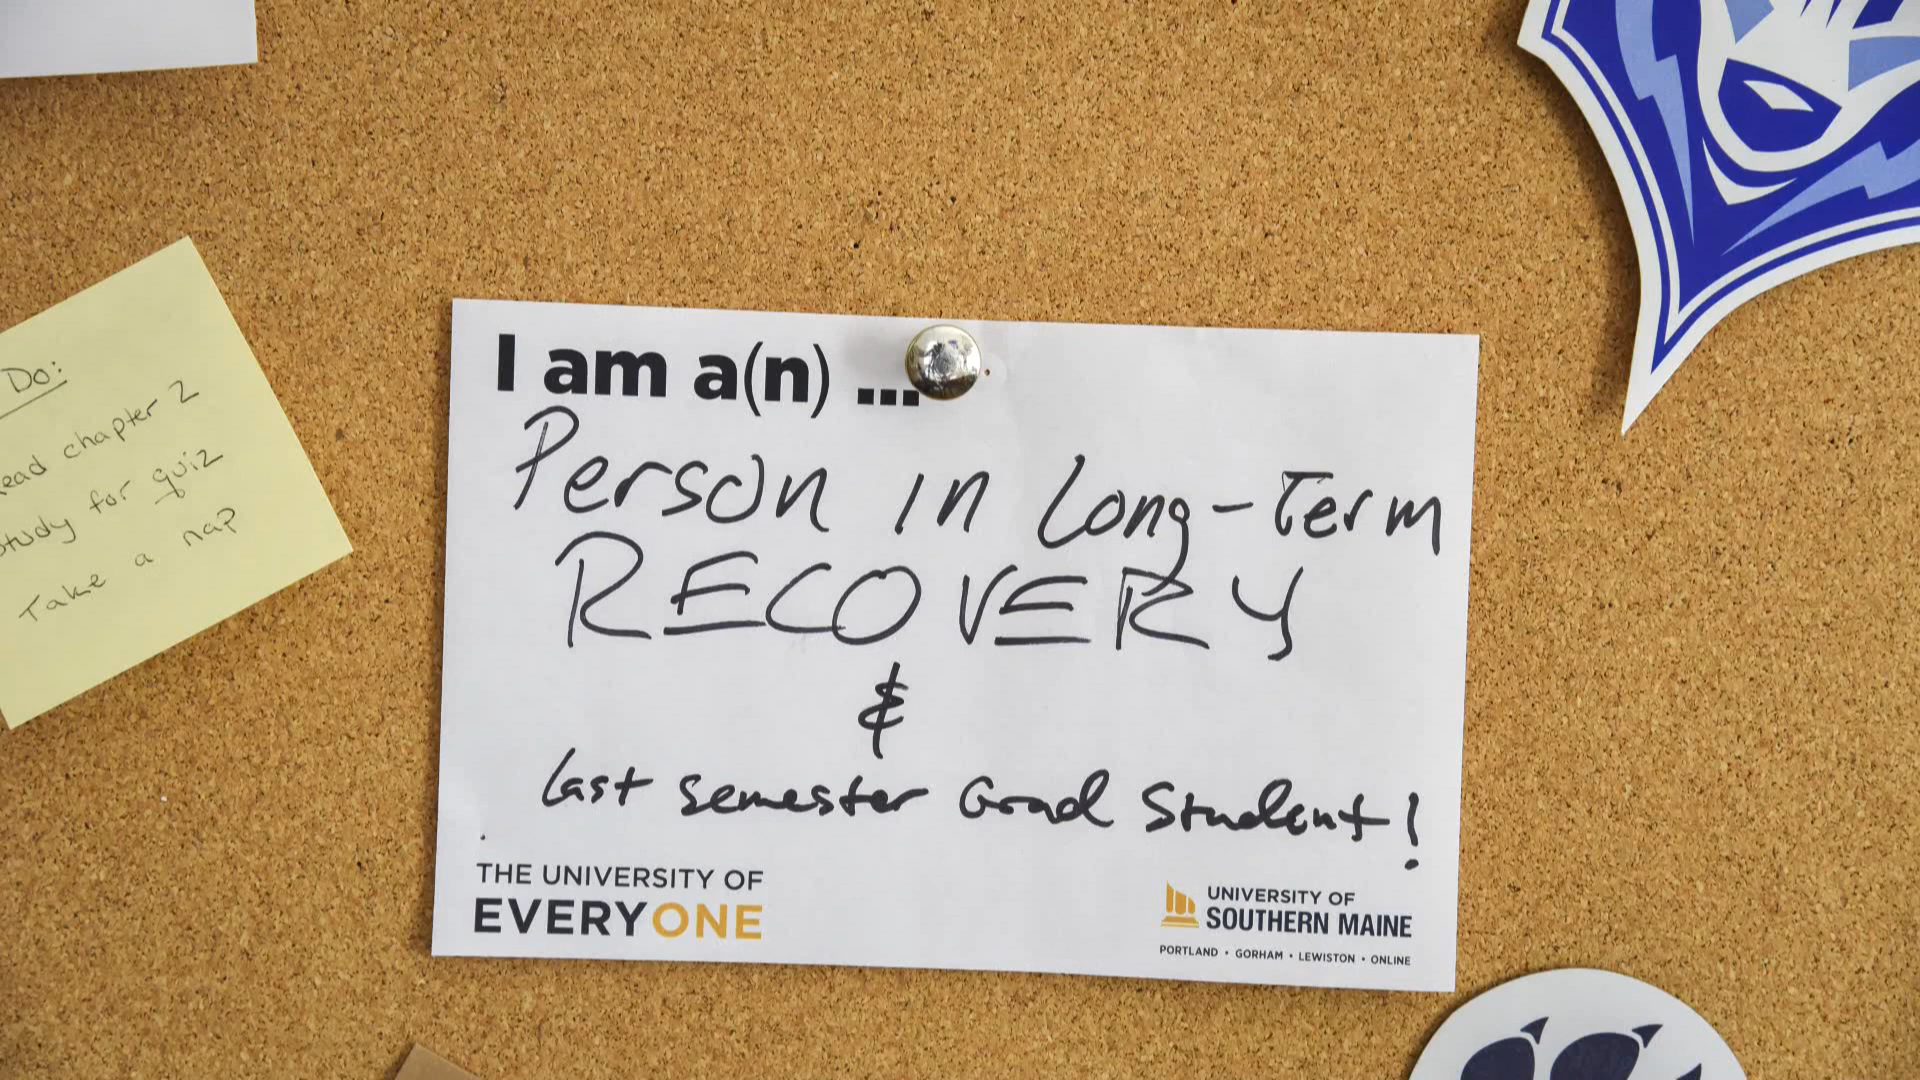 Do:
ead chapter 2
study for quiz
Take a nap
I am a(n) ...
Person in Long-Term
RECOVERY
&
Last semester Grad Student!
THE UNIVERSITY OF
EVERYONE
UNIVERSITY OF
SOUTHERN MAINE
PORTLAND • GORHAM • LEWISTON • ONLINE